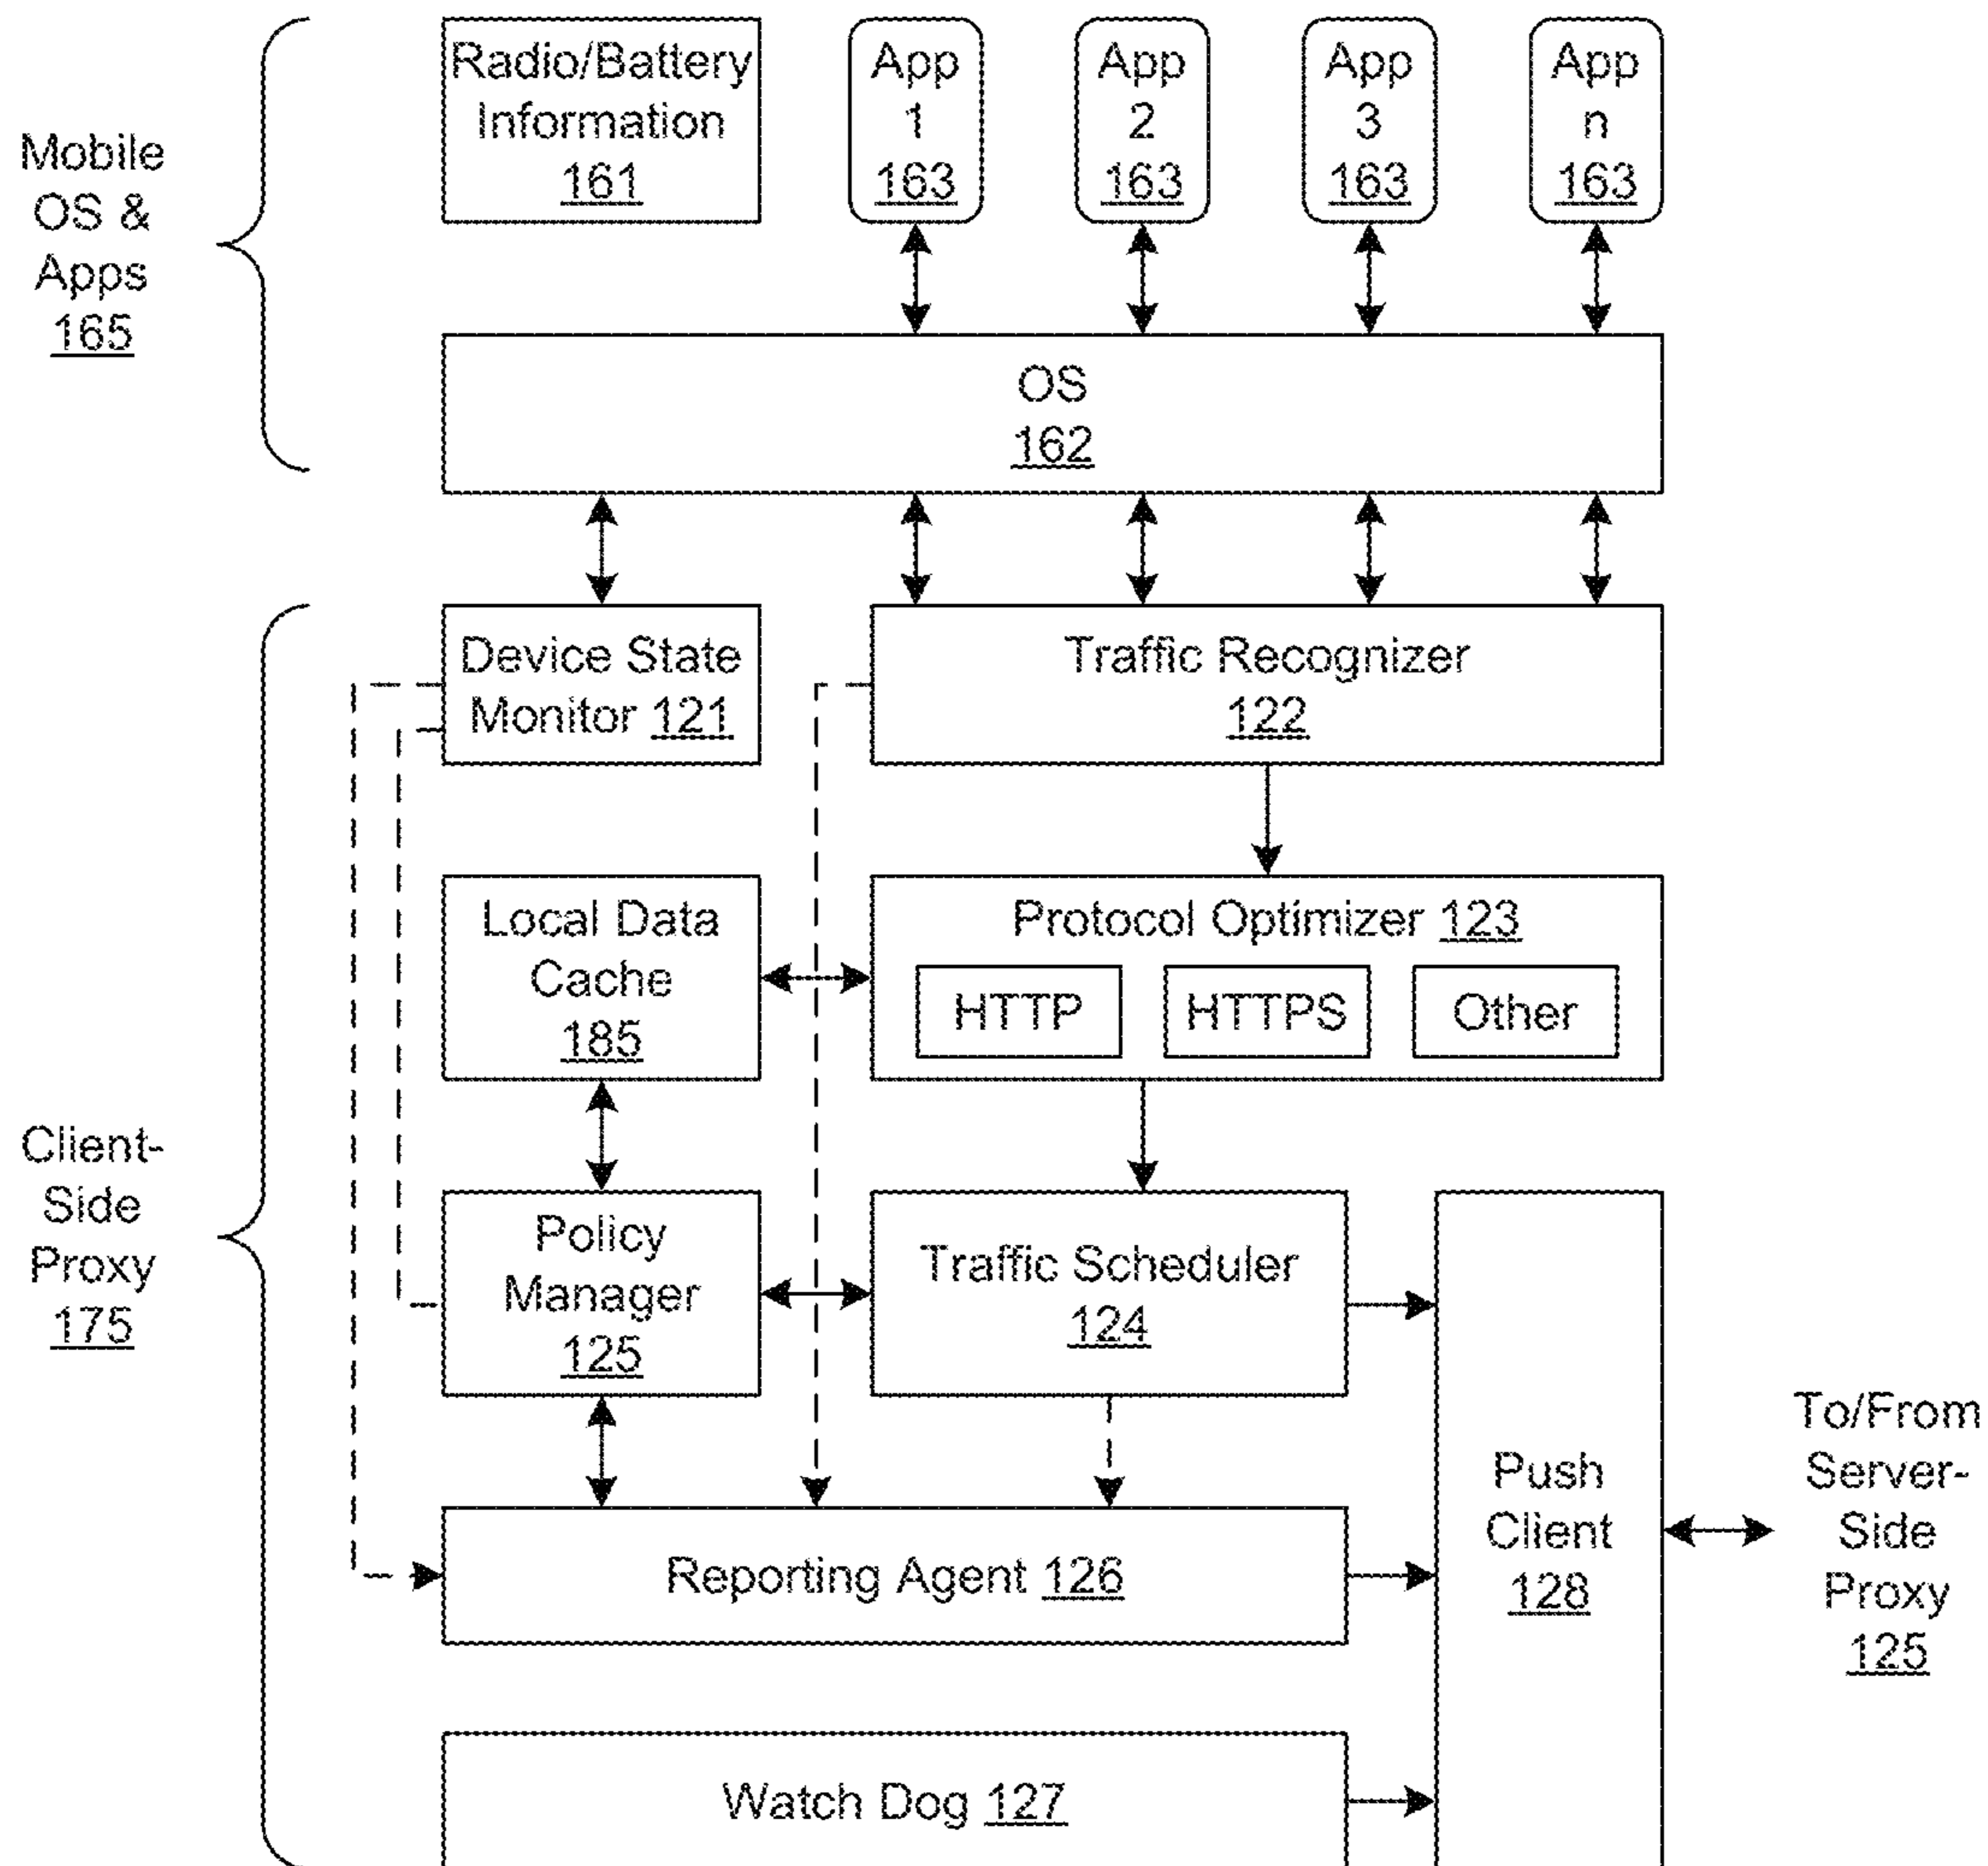 Mobile
OS &
Apps
165
Radio/Battery
Information
161
App
1
163
App
2
163
App
3
163
App
n
163
OS
162
Client-
Side
Proxy
175
Device State
Monitor 121
Traffic Recognizer
122
Local Data
Cache
185
Protocol Optimizer 123
HTTP
HTTPS
Other
Policy
Manager
125
Traffic Scheduler
124
Reporting Agent 126
Watch Dog 127
Push
Client
128
To/From
Server-
Side
Proxy
125